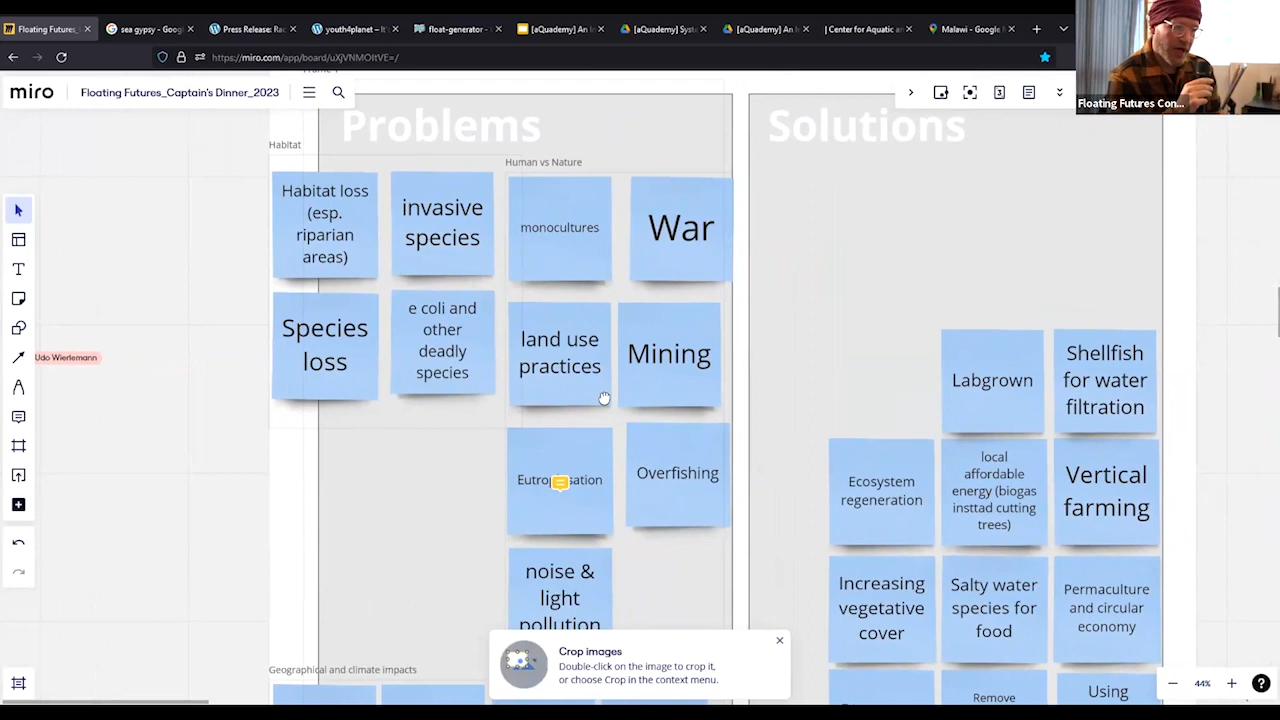 Floating Futures_
sea gypsy - Google
Press Release: Ra
youth4planet – It's
float-generator -
[aQuademy] An I
[aQuademy] Syst
[aQuademy] An I
| Center for Aquatic a
Malawi - Google M
https://miro.com/app/board/uXjVNMOItVE=/
miro
Floating Futures_Captain's Dinner_2023
3
Floating Futures Con...
Problems
Solutions
Habitat
Human vs Nature
Habitat loss
(esp.
riparian
areas)
invasive
species
monocultures
War
Species
loss
e coli and
other
deadly
species
land use
practices
Mining
Udo Wierlemann
Labgrown
Shellfish
for water
filtration
Overfishing
Ecosystem
regeneration
local
affordable
energy (biogas
insttad cutting
trees)
Vertical
farming
noise &
light
pollution
Increasing
vegetative
cover
Salty water
species for
food
Permaculture
and circular
economy
Geographical and climate impacts
Crop images
Double-click on the image to crop it,
or choose Crop in the context menu.
Remove
Using
44%